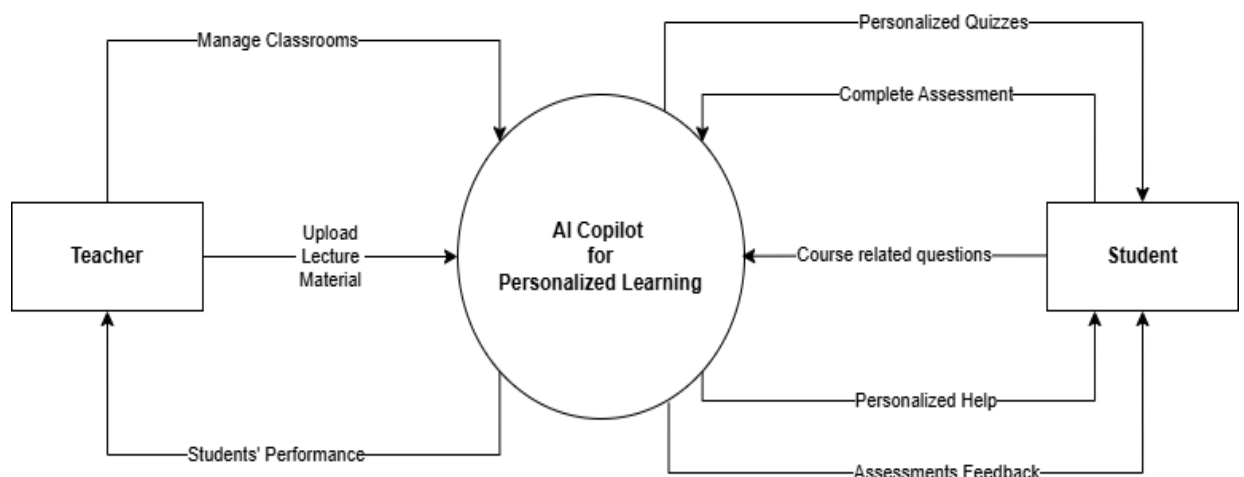 Personalized Quizzes
Manage Classrooms
Complete Assessment
Teacher
Upload
Lecture
Material
AI Copilot
for
Personalized Learning
Course related questions
Student
Personalized Help
Students' Performance
Assessments Feedback